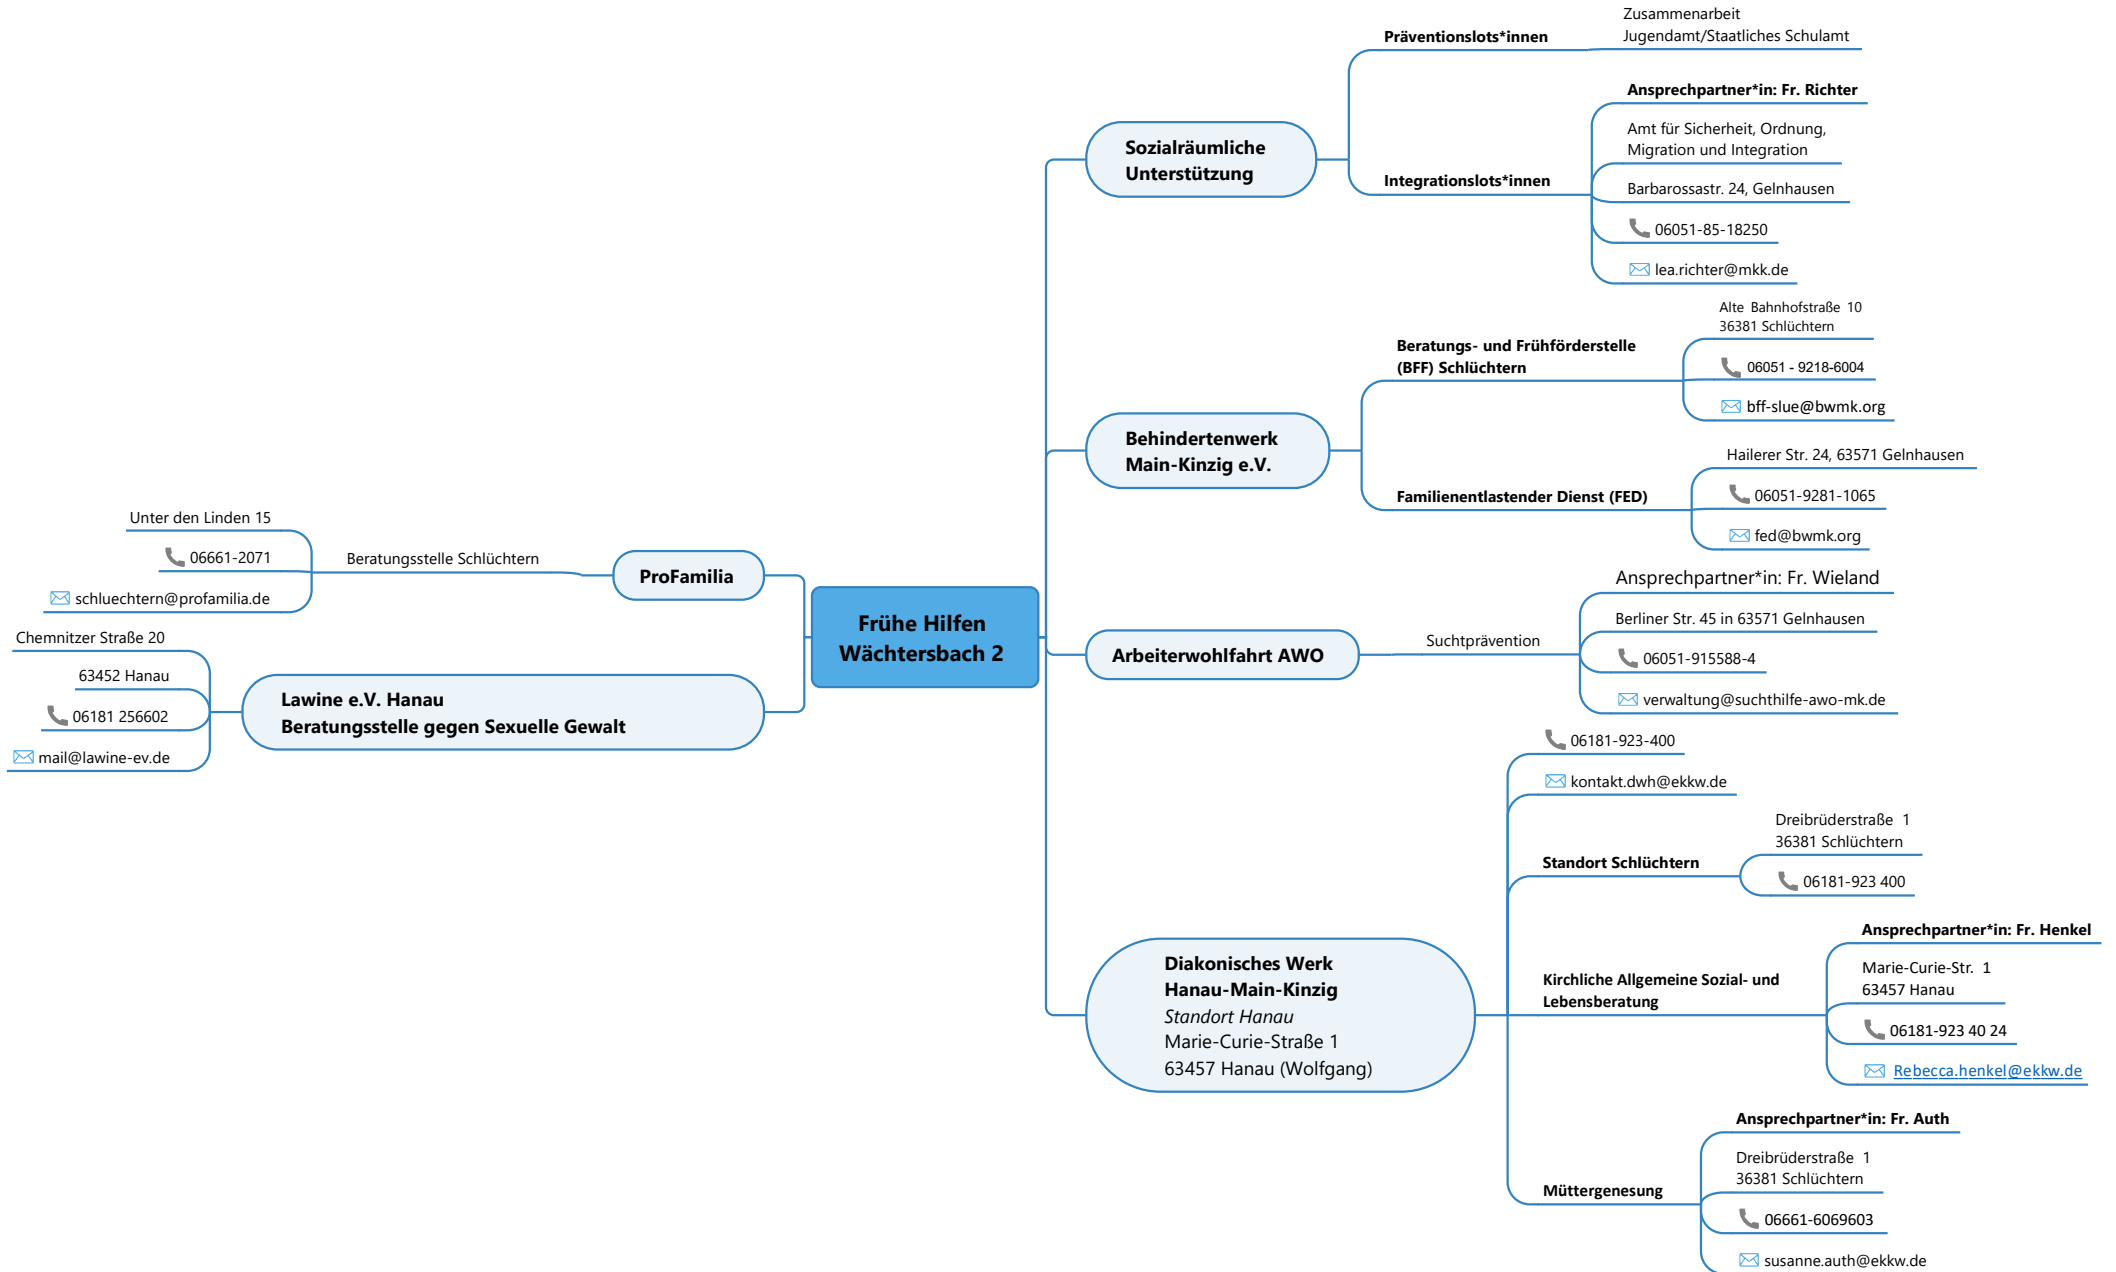 Frühe Hilfen
Wächtersbach 2
Sozialräumliche
Unterstützung
Präventionslots*innen
Zusammenarbeit
Jugendamt/Staatliches Schulamt
Integrationslots*innen
Ansprechpartner*in: Fr. Richter
Amt für Sicherheit, Ordnung,
Migration und Integration
Barbarossastr. 24, Gelnhausen
06051-85-18250
lea.richter@mkk.de
Behindertenwerk
Main-Kinzig e.V.
Beratungs- und Frühförderstelle
(BFF) Schlüchtern
Alte Bahnhofstraße 10
36381 Schlüchtern
06051 - 9218-6004
bff-slue@bwmk.org
Familienentlastender Dienst (FED)
Hailerer Str. 24, 63571 Gelnhausen
06051-9281-1065
fed@bwmk.org
Arbeiterwohlfahrt AWO
Suchtprävention
Ansprechpartner*in: Fr. Wieland
Berliner Str. 45 in 63571 Gelnhausen
06051-915588-4
verwaltung@suchthilfe-awo-mk.de
Diakonisches Werk
Hanau-Main-Kinzig
Standort Hanau
Marie-Curie-Straße 1
63457 Hanau (Wolfgang)
06181-923-400
kontakt.dwh@ekkw.de
Standort Schlüchtern
Dreibrüderstraße 1
36381 Schlüchtern
06181-923 400
Kirchliche Allgemeine Sozial- und
Lebensberatung
Ansprechpartner*in: Fr. Henkel
Marie-Curie-Str. 1
63457 Hanau
06181-923 40 24
Rebecca.henkel@ekkw.de
Müttergenesung
Ansprechpartner*in: Fr. Auth
Dreibrüderstraße 1
36381 Schlüchtern
06661-6069603
susanne.auth@ekkw.de
ProFamilia
Beratungsstelle Schlüchtern
Unter den Linden 15
06661-2071
schluechtern@profamilia.de
Lawine e.V. Hanau
Beratungsstelle gegen Sexuelle Gewalt
Chemnitzer Straße 20
63452 Hanau
06181 256602
mail@lawine-ev.de